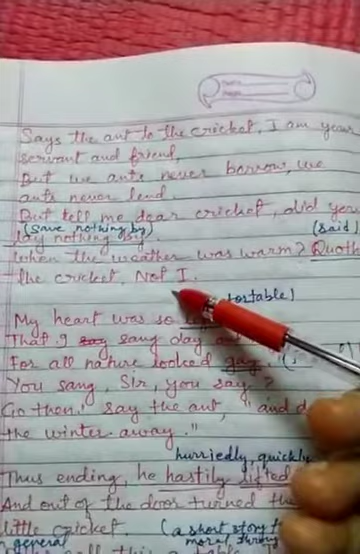 Says the ant to the cricket, I am your
servant and friend,
But we ants never borrow, we
ants never lend.
But tell me dear cricket, did you
(save nothing by) (said)
lay nothing by
When the weather was warm? Quoth
the cricket, Not I.
My heart was so
That I sang day
For all nature looked gay.
You sang, Sir, you say?
Go then." say the ant, "and d
the winter away."
hurriedly, quickly
Thus ending, he hastily lifted
And out of the door turned the
little cricket. (a short story
general moral